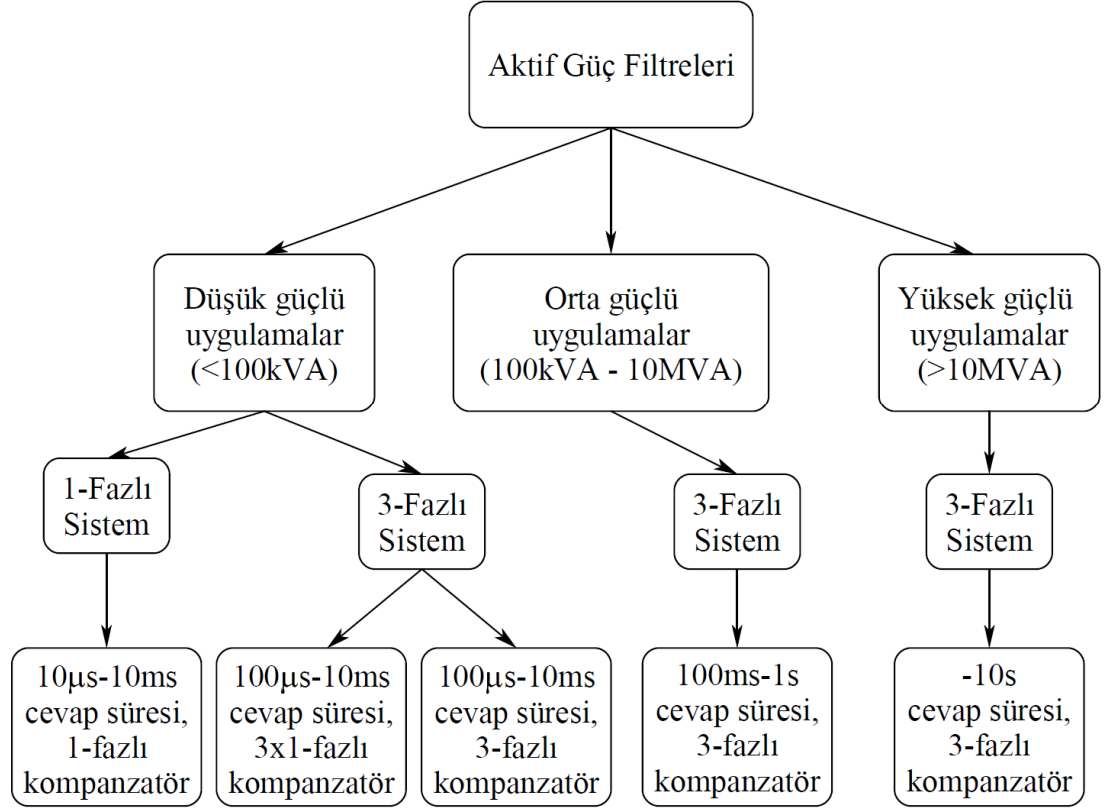 Aktif Güç Filtreleri
Düşük güçlü
uygulamalar
(<100kVA)
Orta güçlü
uygulamalar
(100kVA - 10MVA)
Yüksek güçlü
uygulamalar
(>10MVA)
1-Fazlı
Sistem
3-Fazlı
Sistem
3-Fazlı
Sistem
3-Fazlı
Sistem
10μs-10ms
cevap süresi,
1-fazlı
kompanzatör
100μs-10ms
cevap süresi,
3x1-fazlı
kompanzatör
100μs-10ms
cevap süresi,
3-fazlı
kompanzatör
100ms-1s
cevap süresi,
3-fazlı
kompanzatör
-10s
cevap süresi,
3-fazlı
kompanzatör